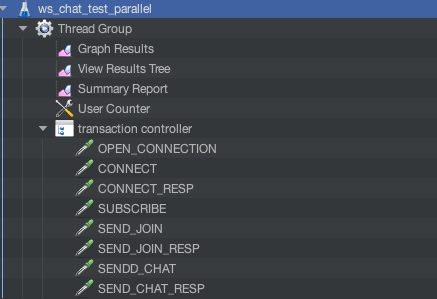 ws_chat_test_parallel
Thread Group
Graph Results
View Results Tree
Summary Report
User Counter
transaction controller
OPEN_CONNECTION
CONNECT
CONNECT_RESP
SUBSCRIBE
SEND_JOIN
SEND_JOIN_RESP
SENDD_CHAT
SEND_CHAT_RESP